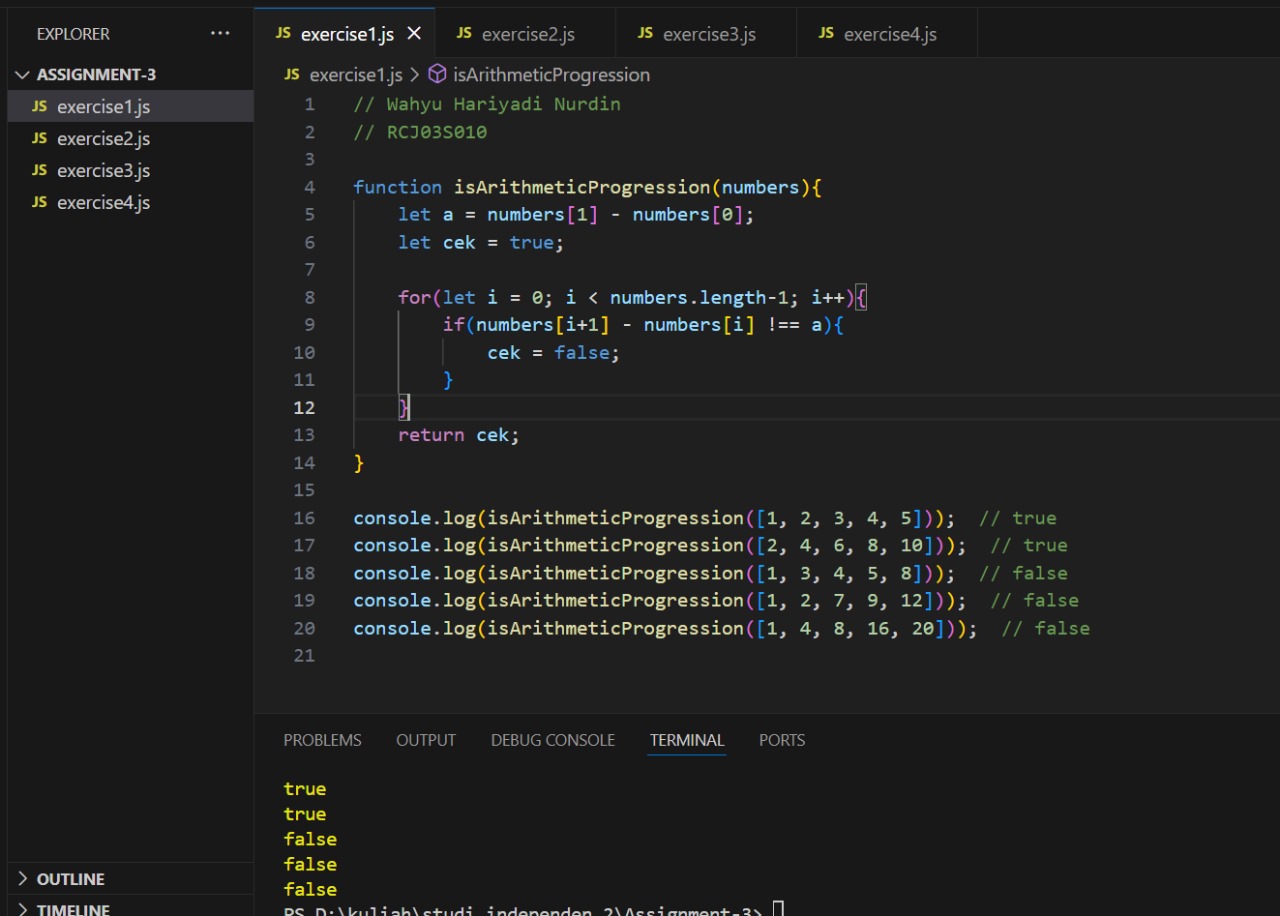 EXPLORER ...
ASSIGNMENT-3
JS exercise1.js
JS exercise2.js
JS exercise3.js
JS exercise4.js
OUTLINE
TIMELINE
JS exercise1.js JS exercise2.js JS exercise3.js JS exercise4.js
JS exercise1.js > isArithmeticProgression
1 // Wahyu Hariyadi Nurdin
2 // RCJ03S010
3
4 function isArithmeticProgression(numbers){
5     let a = numbers[1] - numbers[0];
6     let cek = true;
7
8     for(let i = 0; i < numbers.length-1; i++){
9         if(numbers[i+1] - numbers[i] !== a){
10             cek = false;
11         }
12     }
13     return cek;
14 }
15
16 console.log(isArithmeticProgression([1, 2, 3, 4, 5]));  // true
17 console.log(isArithmeticProgression([2, 4, 6, 8, 10]));  // true
18 console.log(isArithmeticProgression([1, 3, 4, 5, 8]));  // false
19 console.log(isArithmeticProgression([1, 2, 7, 9, 12]));  // false
20 console.log(isArithmeticProgression([1, 4, 8, 16, 20]));  // false
21
PROBLEMS OUTPUT DEBUG CONSOLE TERMINAL PORTS
true
true
false
false
false
PS D:\kuliah\studi independen 2\Assignment-3>